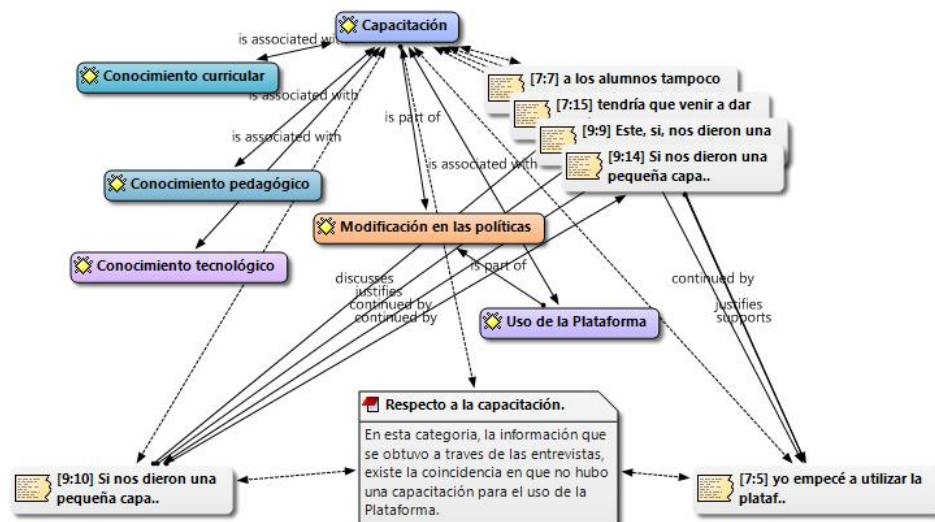 Capacitación
is associated with
Conocimiento curricular
[7:7] a los alumnos tampoco
[7:15] tendría que venir a dar
is associated with
is part of
[9:9] Este, si, nos dieron una
is associated with
is associated with
[9:14] Si nos dieron una
pequeña capa..
Conocimiento pedagógico
Modificación en las políticas
Conocimiento tecnológico
is part of
discusses
justifies
continued by
continued by
continued by
justifies
supports
Uso de la Plataforma
Respecto a la capacitación.
En esta categoria, la información que
se obtuvo a traves de las entrevistas,
existe la coincidencia en que no hubo
una capacitación para el uso de la
Plataforma.
[9:10] Si nos dieron una
pequeña capa..
[7:5] yo empecé a utilizar la
plataf..